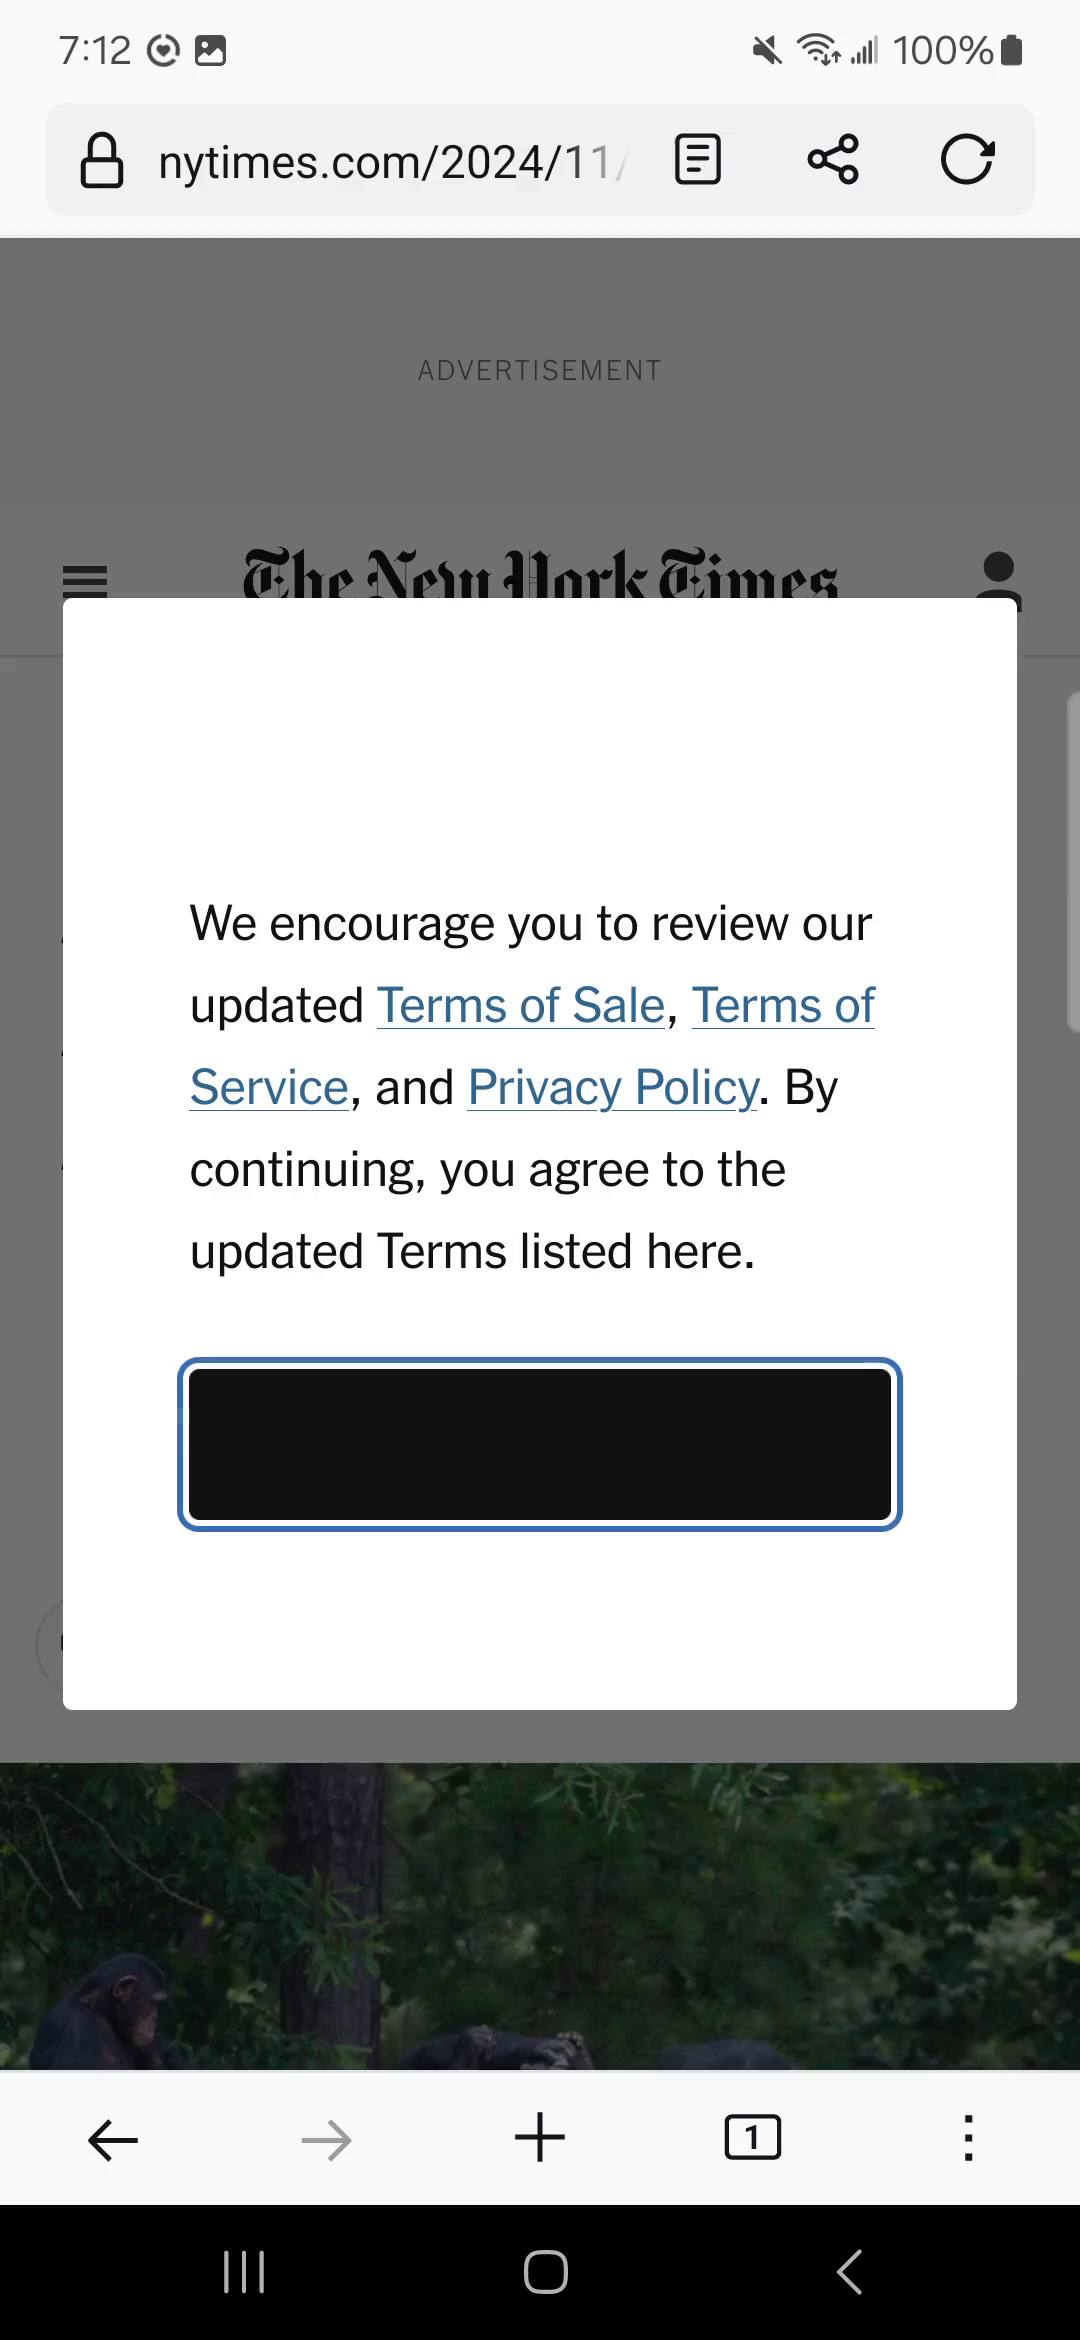 7:12 100%
nytimes.com/2024/11/
ADVERTISEMENT
The New York Times
We encourage you to review our
updated Terms of Sale, Terms of
Service, and Privacy Policy. By
continuing, you agree to the
updated Terms listed here.
1